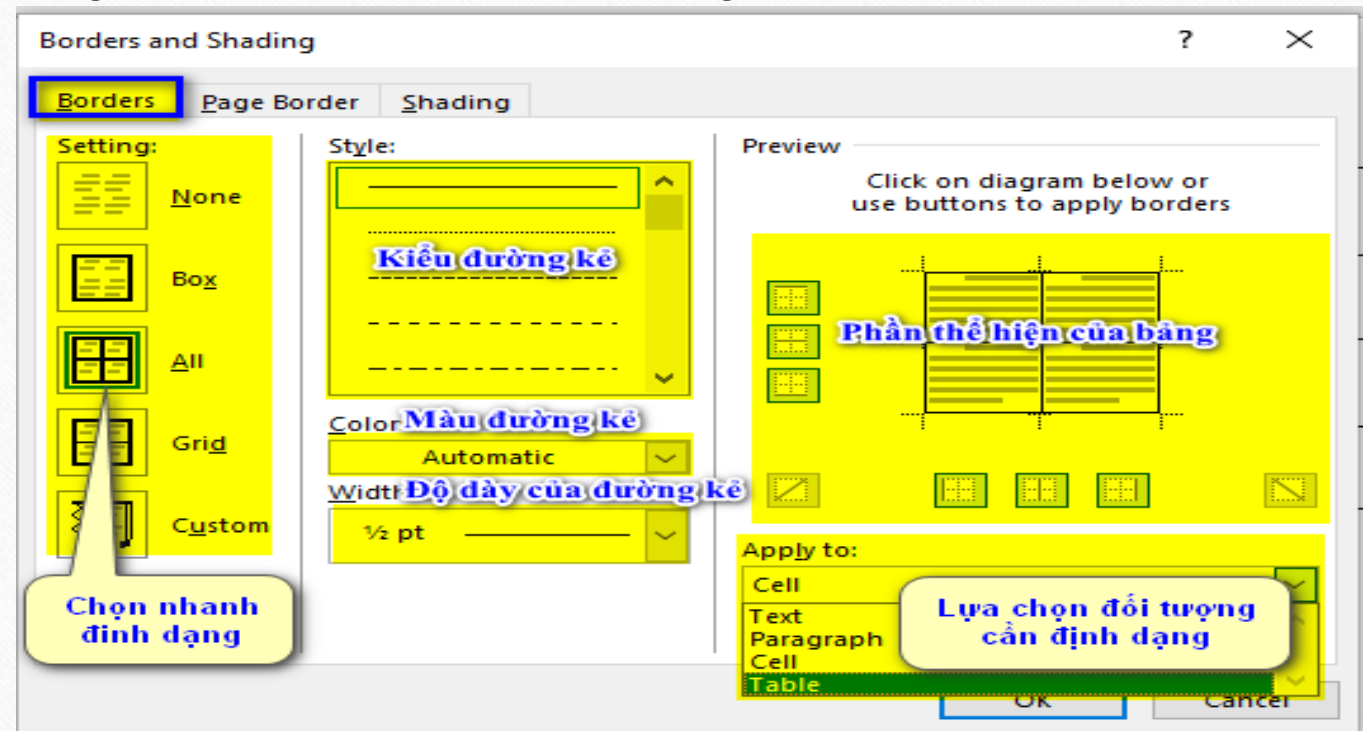 Borders and Shading
?
Borders
Page Border
Shading
Setting:
None
Box
All
Grid
Custom
Chọn nhanh
đinh dạng
Style:
Kiểu đường kẻ
Color
Màu đường kẻ
Automatic
Width
Độ dày của đường kẻ
½ pt
Preview
Click on diagram below or
use buttons to apply borders
Phần thể hiện của bảng
Apply to:
Cell
Text
Paragraph
Cell
Table
Lựa chọn đối tượng
cần định dạng
OK
Cancel